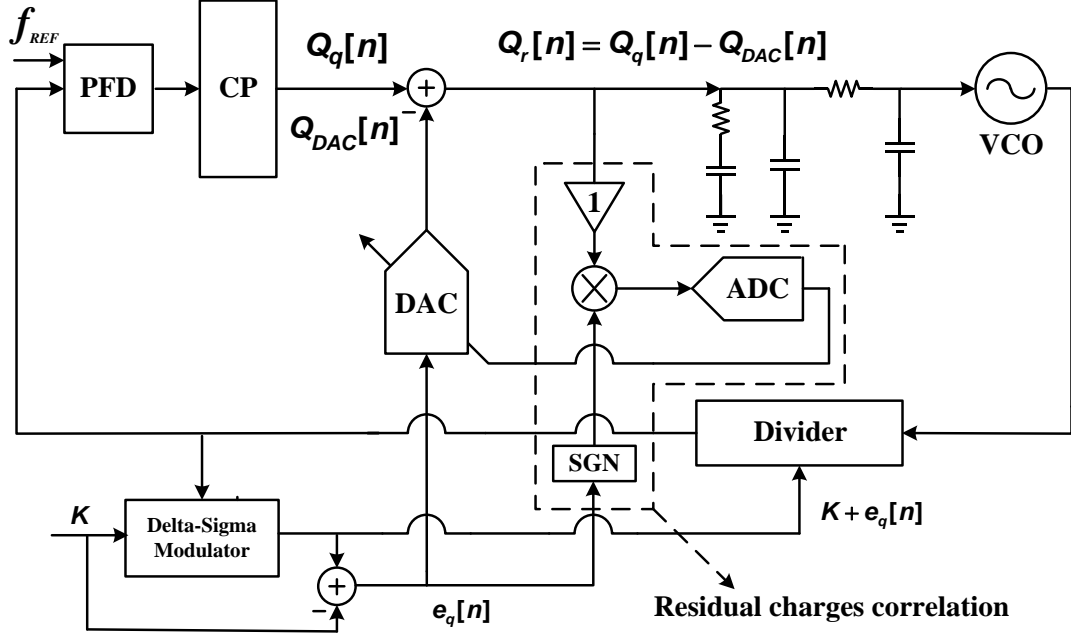 f_REF
Q_q[n]
Q_r[n] = Q_q[n] − Q_DAC[n]
PFD
CP
+
−
Q_DAC[n]
VCO
1
DAC
ADC
SGN
Divider
K
Delta-Sigma
Modulator
K + e_q[n]
+
−
e_q[n]
Residual charges correlation